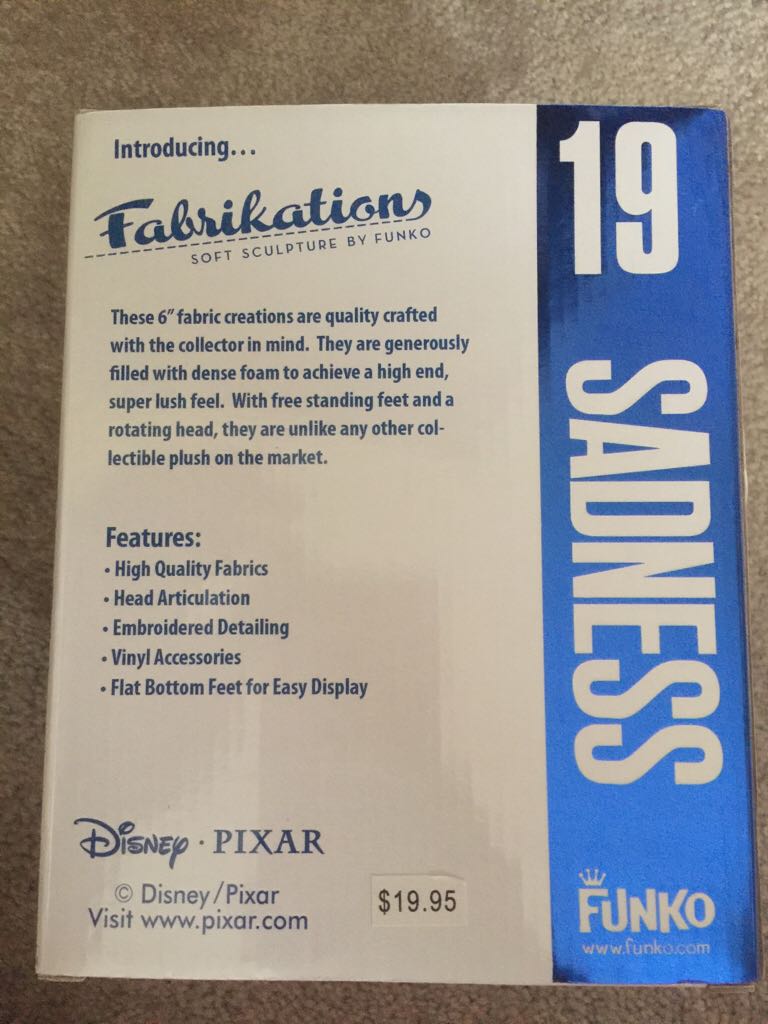 Introducing...
Fabrikations
SOFT SCULPTURE BY FUNKO
These 6" fabric creations are quality crafted
with the collector in mind. They are generously
filled with dense foam to achieve a high end,
super lush feel. With free standing feet and a
rotating head, they are unlike any other col-
lectible plush on the market.
Features:
• High Quality Fabrics
• Head Articulation
• Embroidered Detailing
• Vinyl Accessories
• Flat Bottom Feet for Easy Display
Disney · PIXAR
© Disney/Pixar
Visit www.pixar.com
$19.95
19
SADNESS
FUNKO
www.funko.com